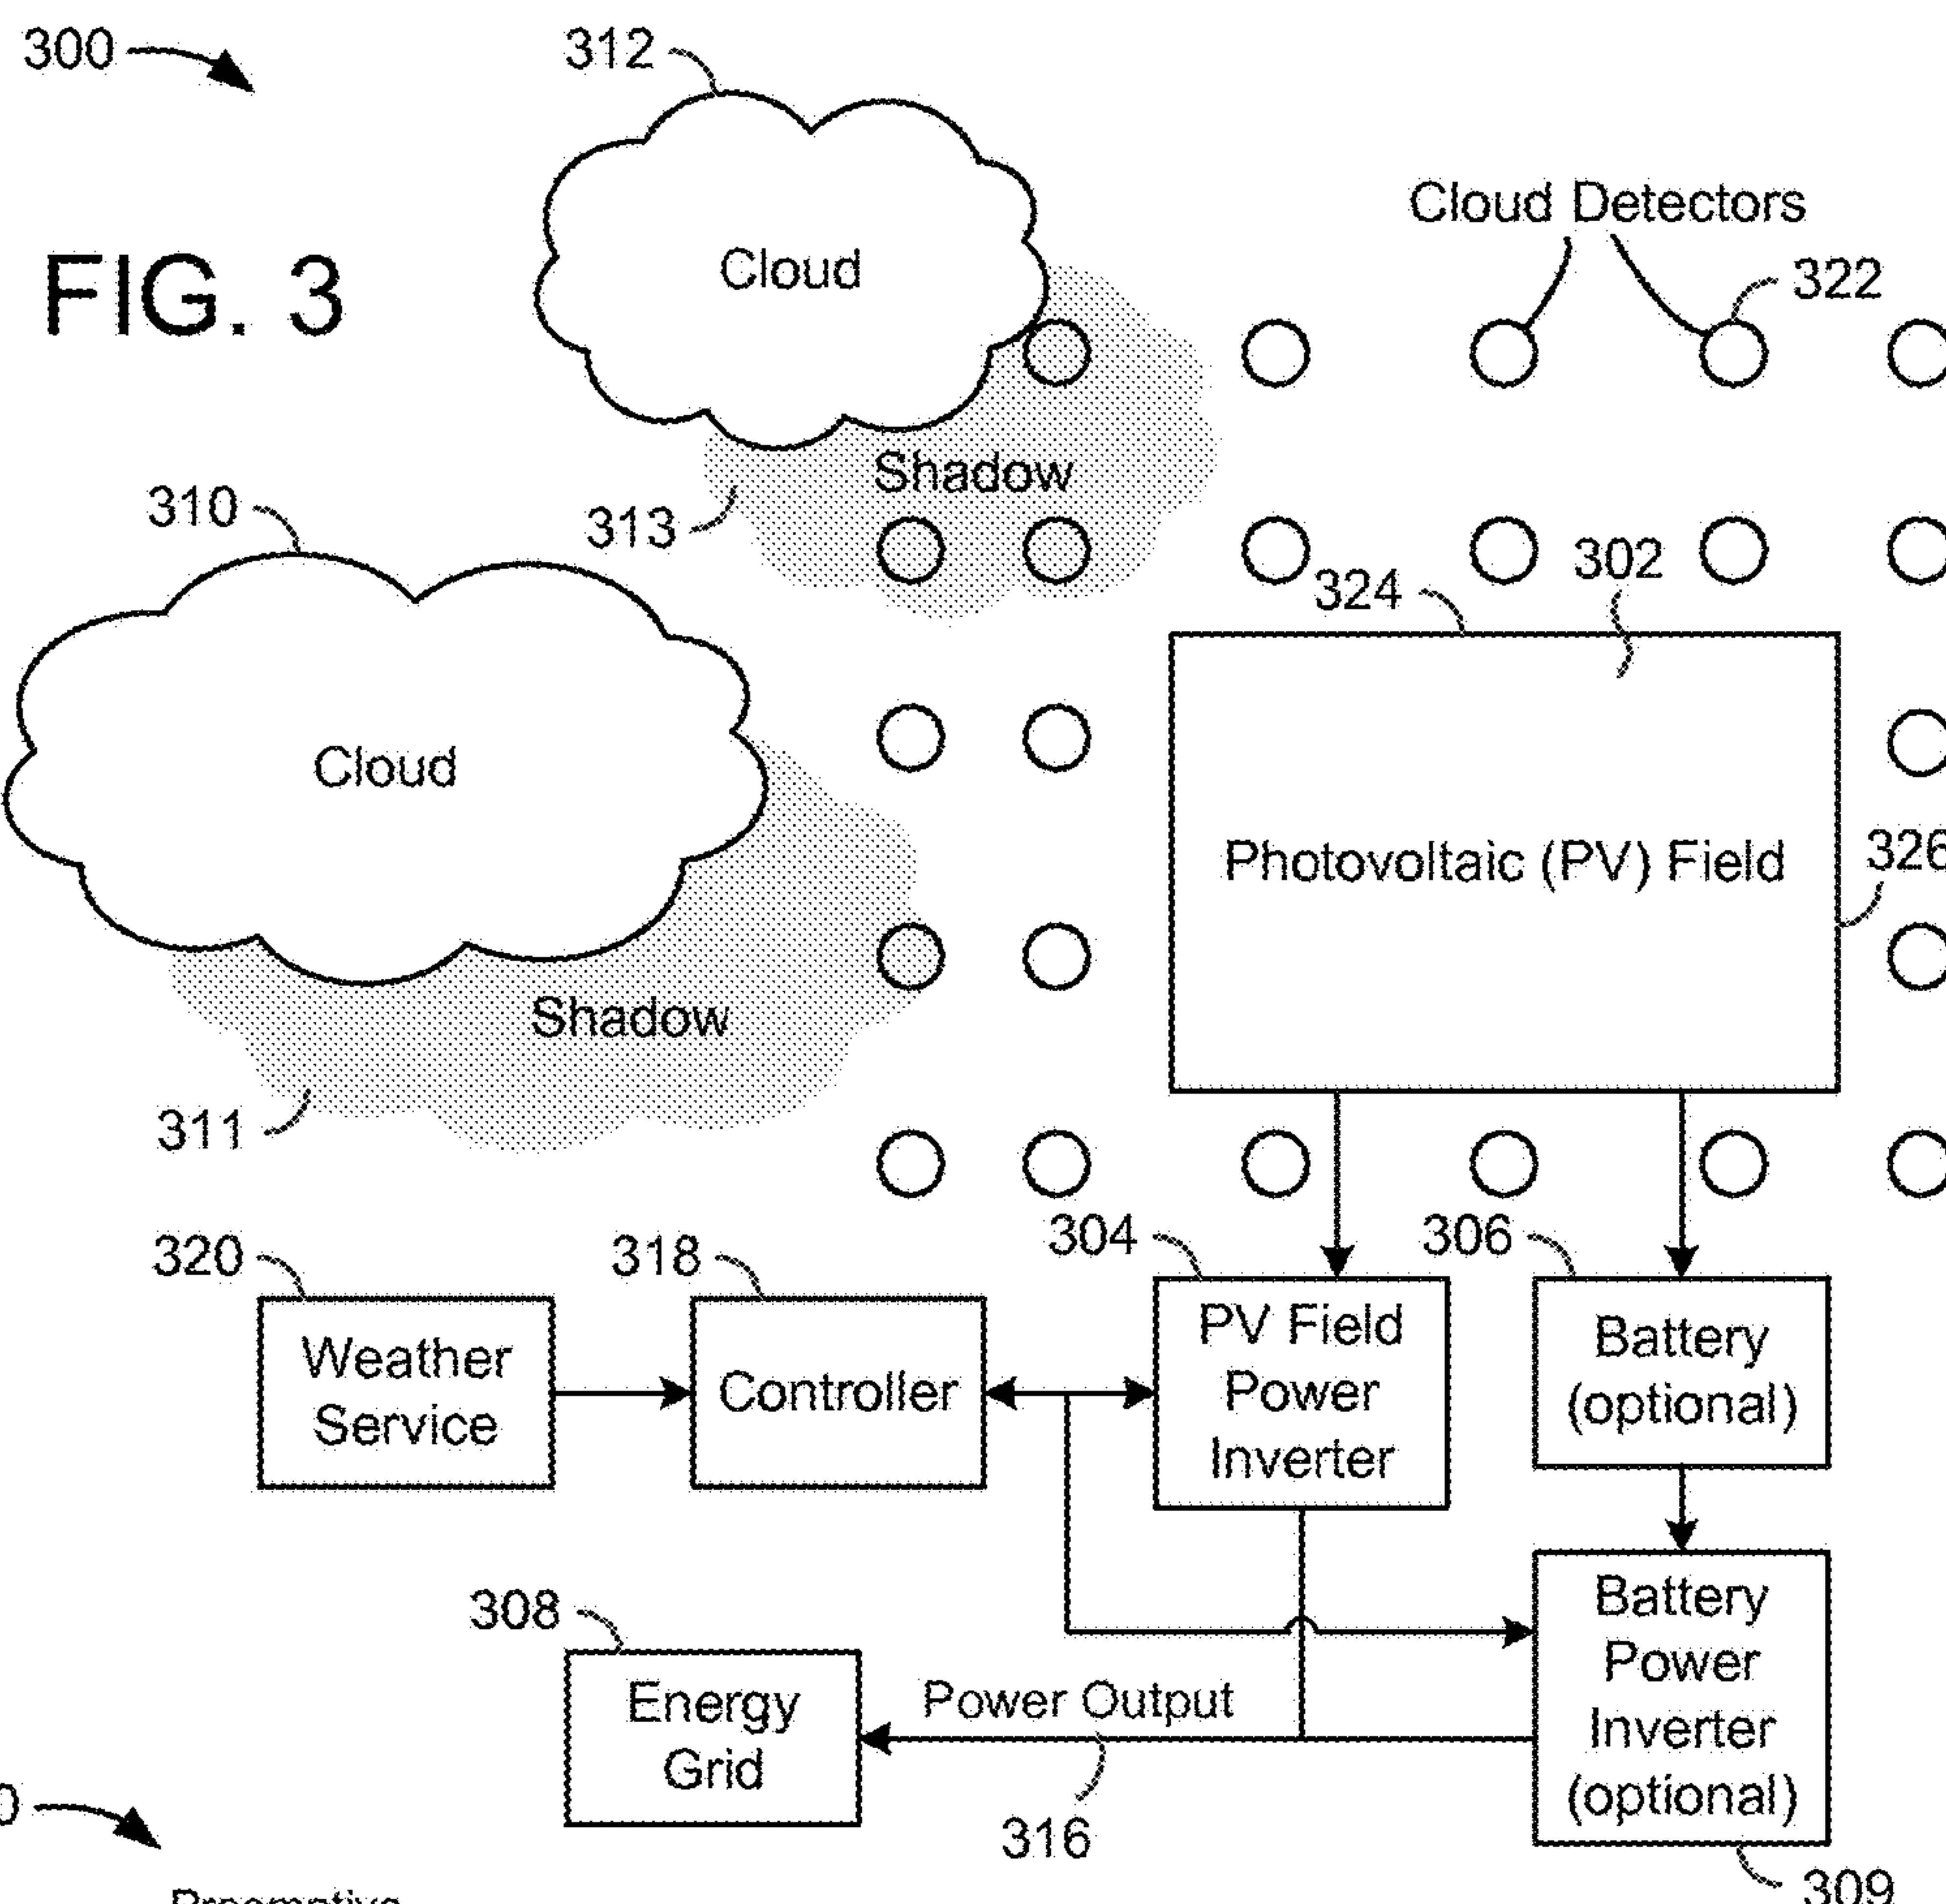 300
312
FIG. 3
Cloud
Cloud Detectors
322
Shadow
310
313
324
302
Cloud
Photovoltaic (PV) Field
326
Shadow
311
304
306
320
318
Weather
Service
Controller
PV Field
Power
Inverter
Battery
(optional)
308
Energy
Grid
Power Output
316
Battery
Power
Inverter
(optional)
309
Preemptive